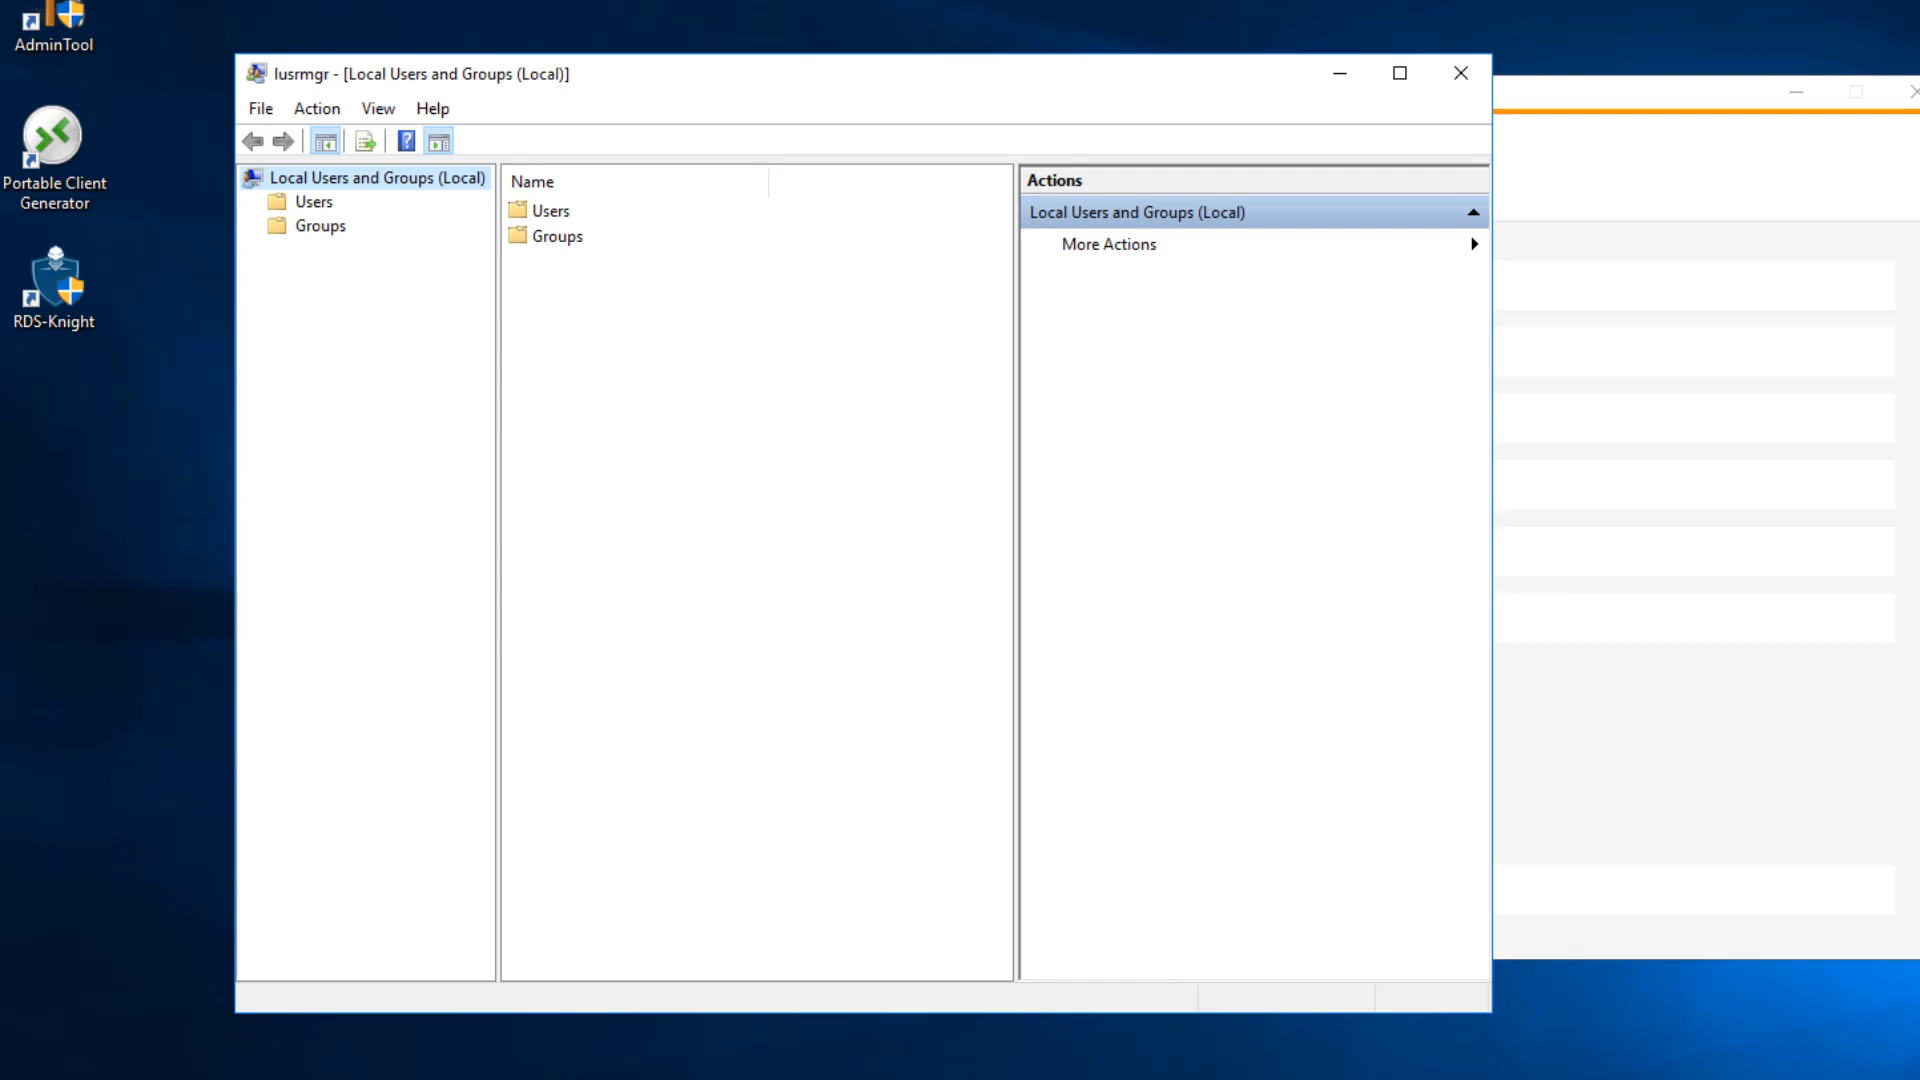 AdminTool
Portable Client
Generator
RDS-Knight
lusrmgr - [Local Users and Groups (Local)]
File Action View Help
Local Users and Groups (Local)
Users
Groups
Name
Users
Groups
Actions
Local Users and Groups (Local)
More Actions